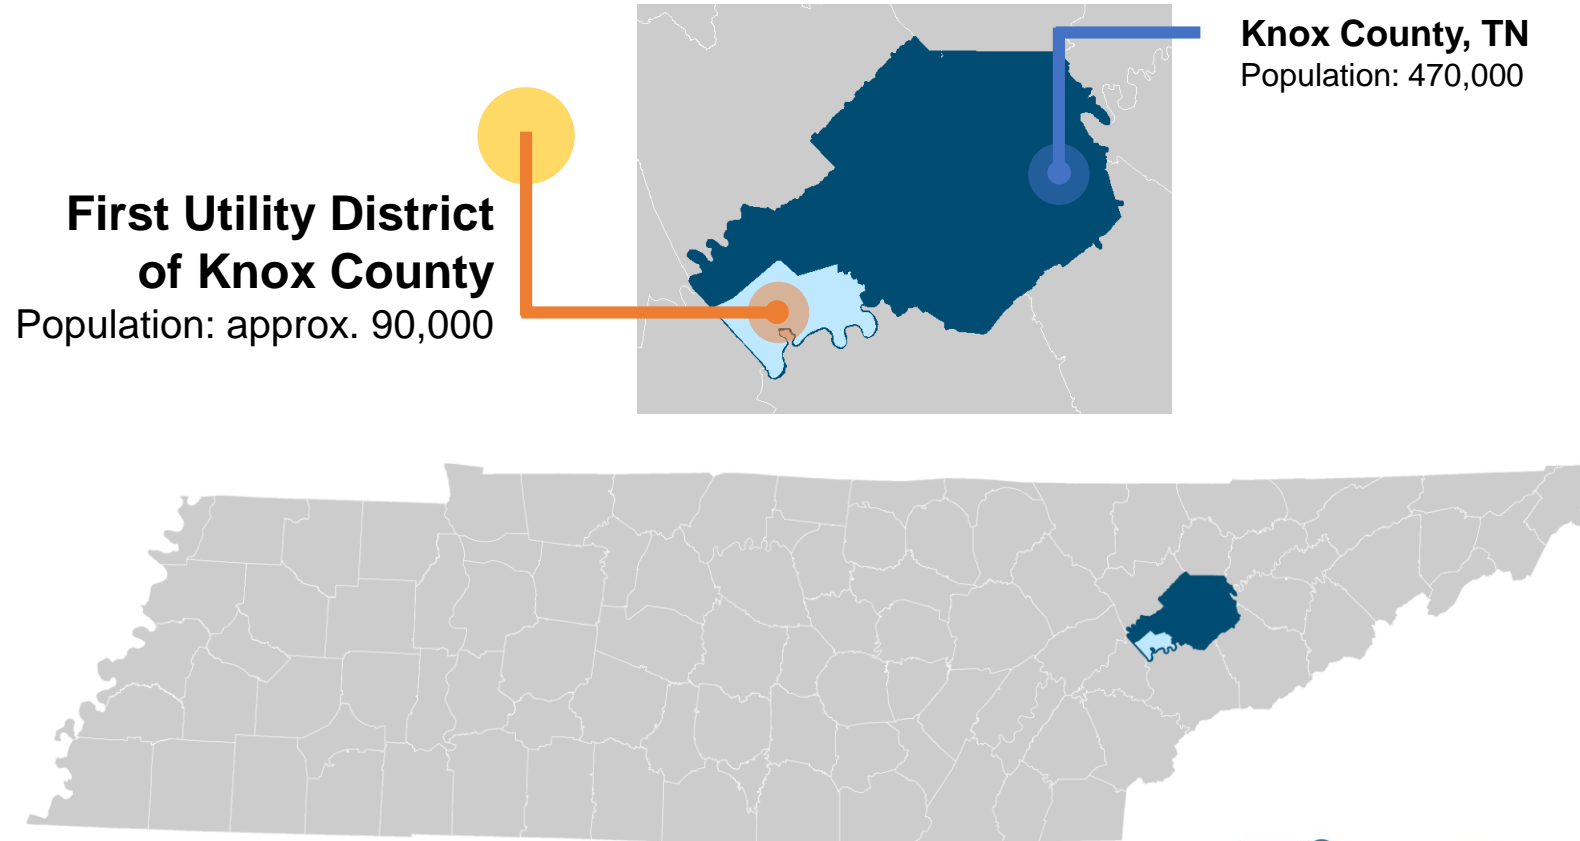 Knox County, TN
Population: 470,000
First Utility District
of Knox County
Population: approx. 90,000